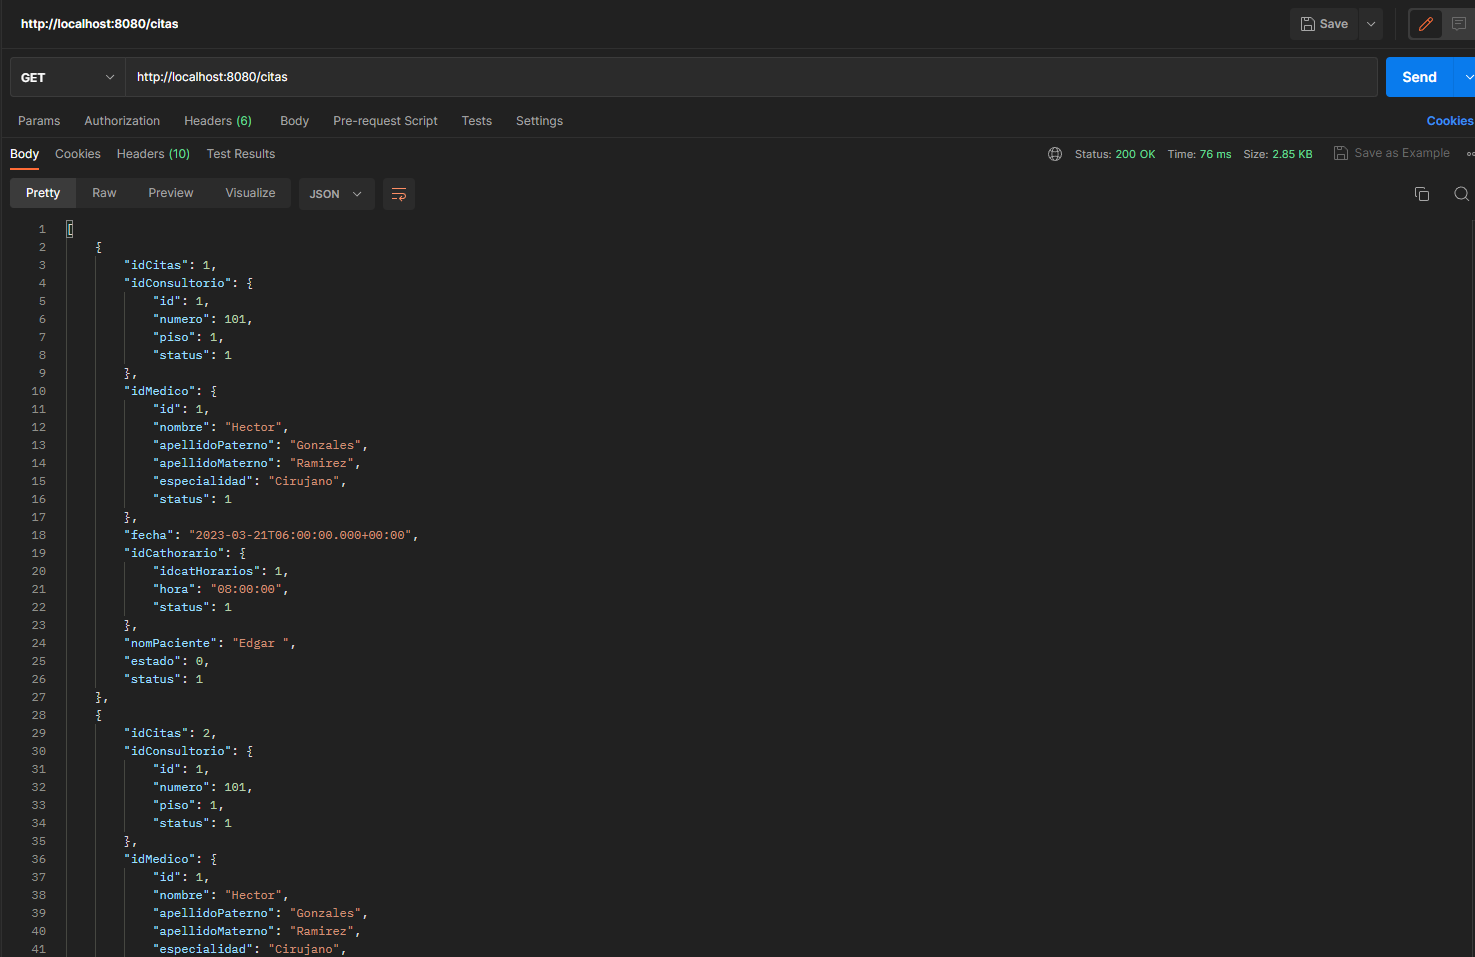 http://localhost:8080/citas
Save
GET http://localhost:8080/citas Send
Params Authorization Headers (6) Body Pre-request Script Tests Settings Cookies
Body Cookies Headers (10) Test Results Status: 200 OK Time: 76 ms Size: 2.85 KB Save as Example
Pretty Raw Preview Visualize JSON
1 [
2 {
3 "idCitas": 1,
4 "idConsultorio": {
5 "id": 1,
6 "numero": 101,
7 "piso": 1,
8 "status": 1
9 },
10 "idMedico": {
11 "id": 1,
12 "nombre": "Hector",
13 "apellidoPaterno": "Gonzales",
14 "apellidoMaterno": "Ramirez",
15 "especialidad": "Cirujano",
16 "status": 1
17 },
18 "fecha": "2023-03-21T06:00:00.000+00:00",
19 "idCathorario": {
20 "idcatHorarios": 1,
21 "hora": "08:00:00",
22 "status": 1
23 },
24 "nomPaciente": "Edgar ",
25 "estado": 0,
26 "status": 1
27 },
28 {
29 "idCitas": 2,
30 "idConsultorio": {
31 "id": 1,
32 "numero": 101,
33 "piso": 1,
34 "status": 1
35 },
36 "idMedico": {
37 "id": 1,
38 "nombre": "Hector",
39 "apellidoPaterno": "Gonzales",
40 "apellidoMaterno": "Ramirez",
41 "especialidad": "Cirujano",